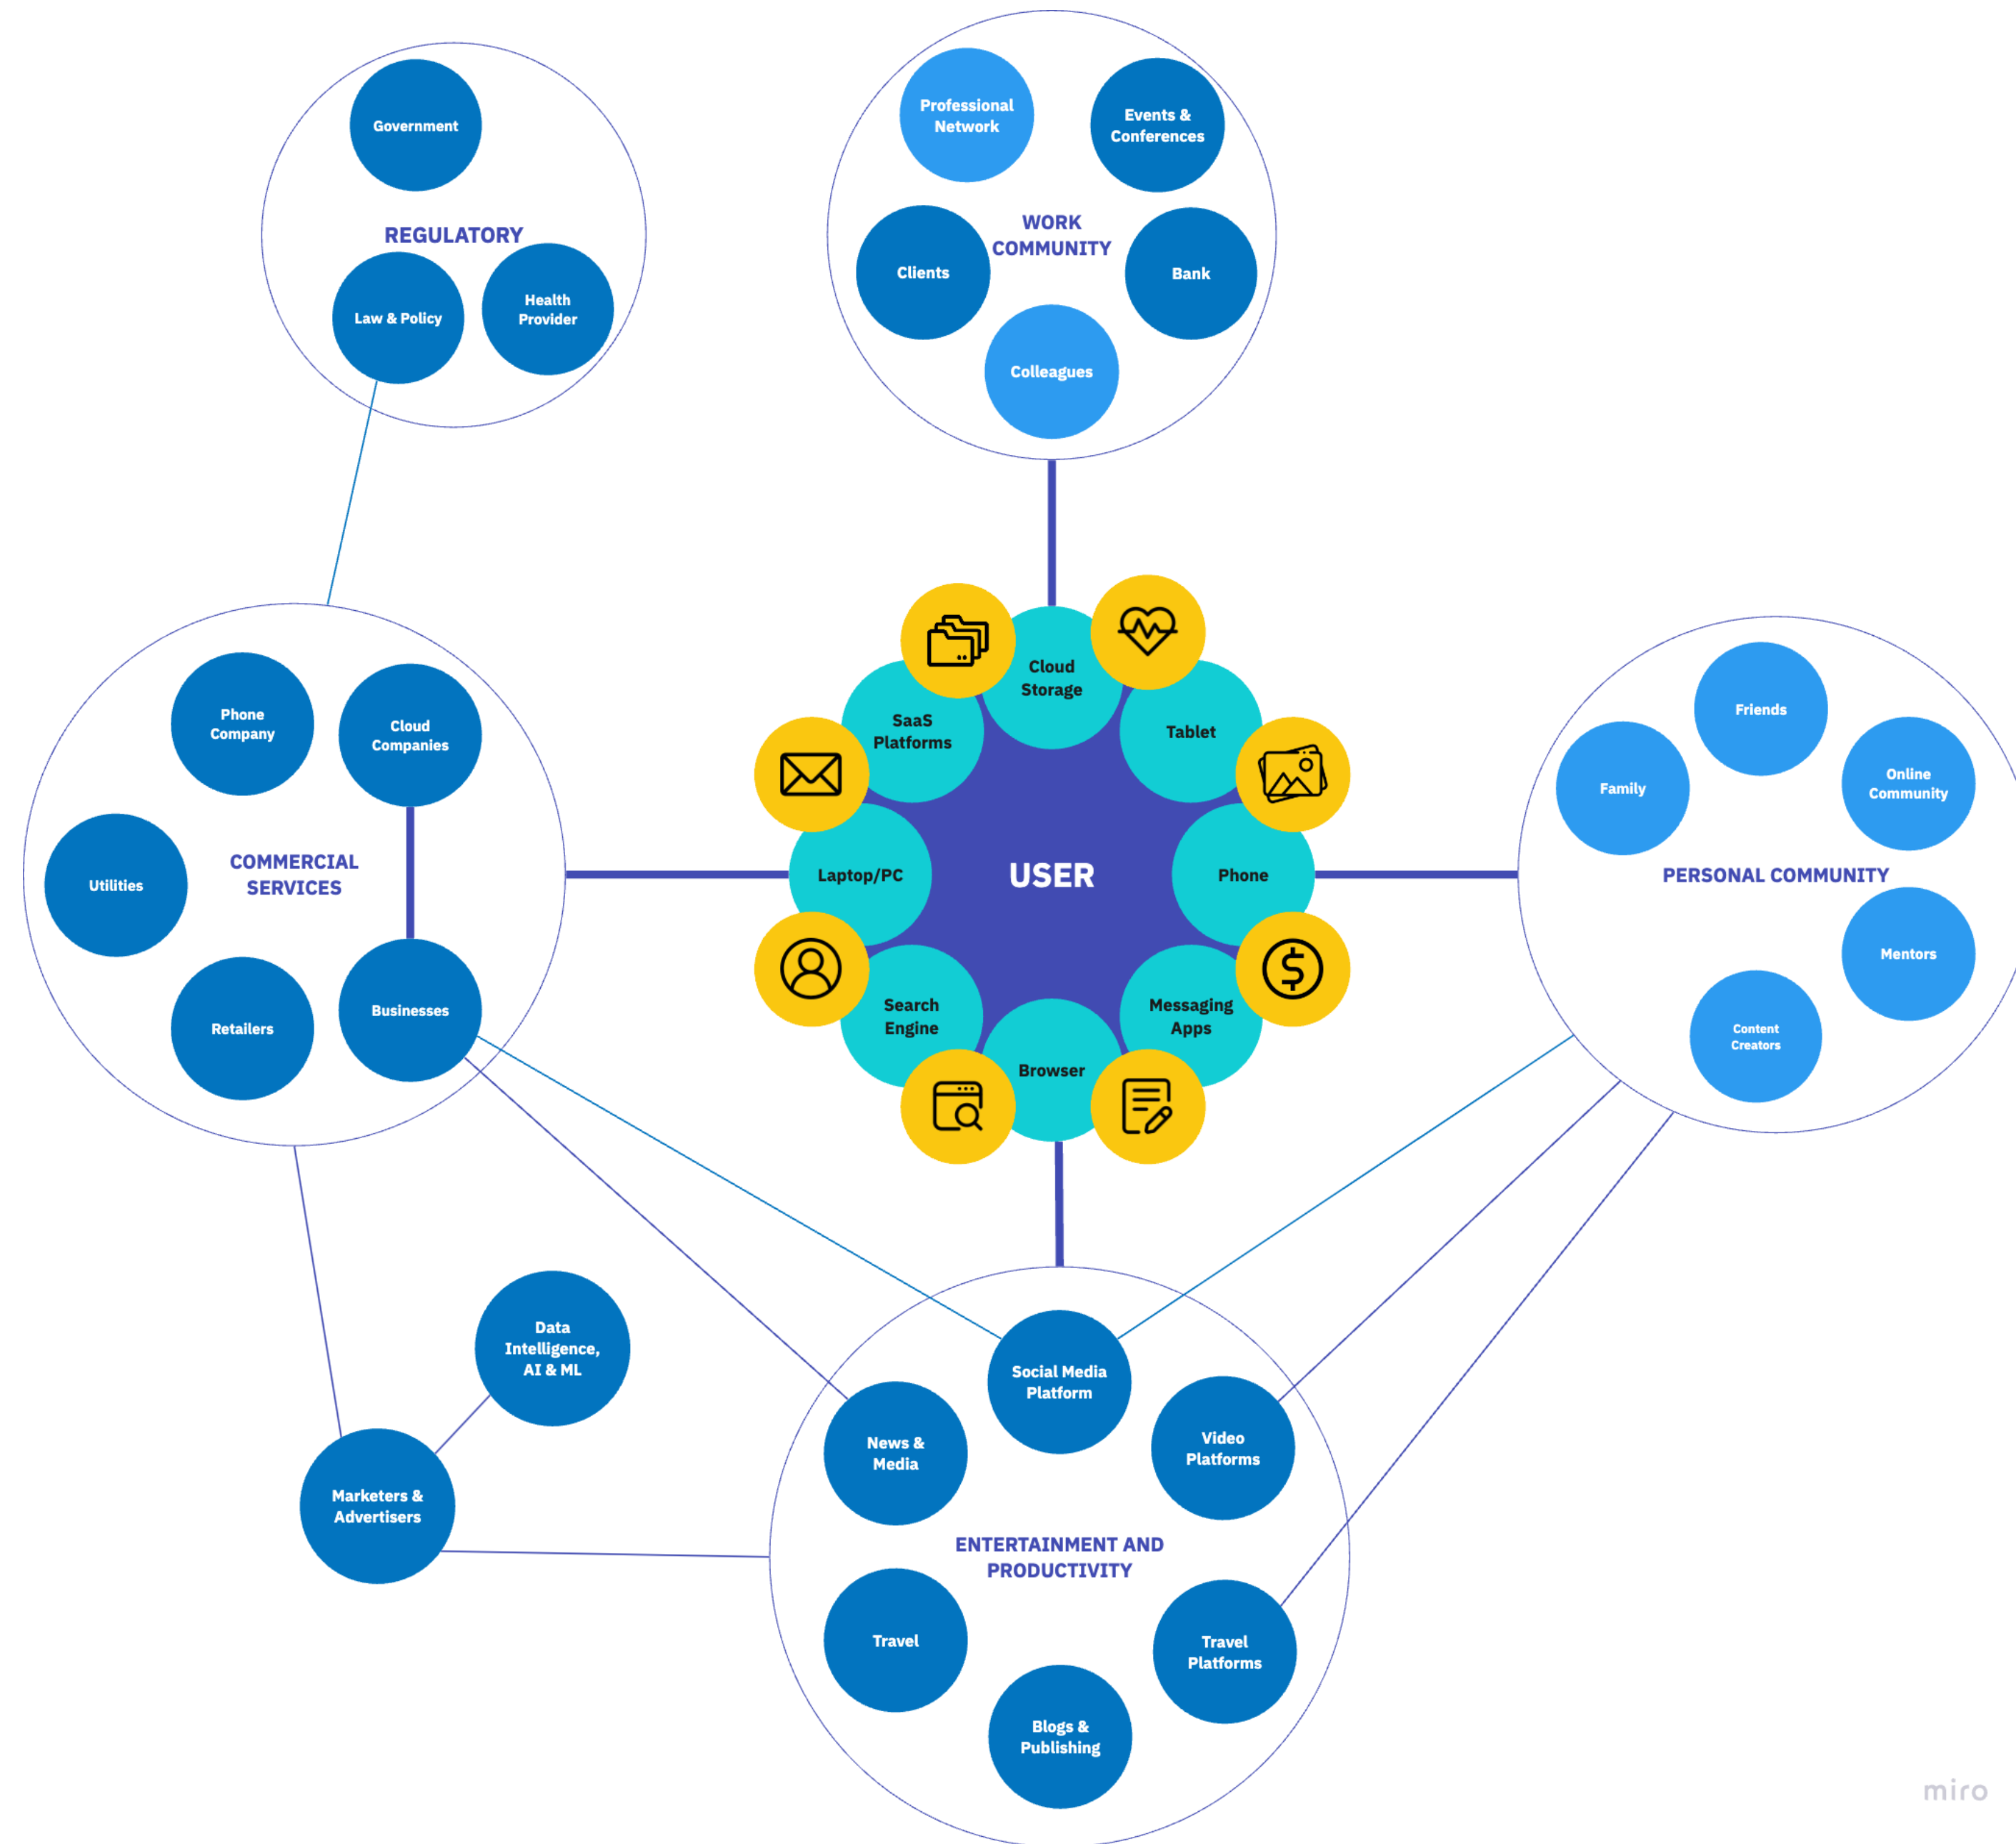 Government
REGULATORY
Law & Policy
Health
Provider
Professional
Network
Events &
Conferences
WORK
COMMUNITY
Clients
Bank
Colleagues
Phone
Company
Cloud
Companies
COMMERCIAL
SERVICES
Utilities
Retailers
Businesses
Cloud
Storage
SaaS
Platforms
Tablet
Laptop/PC
USER
Phone
Search
Engine
Messaging
Apps
Browser
Friends
Family
Online
Community
PERSONAL COMMUNITY
Mentors
Content
Creators
Data
Intelligence,
AI & ML
Marketers &
Advertisers
Social Media
Platform
News &
Media
Video
Platforms
ENTERTAINMENT AND
PRODUCTIVITY
Travel
Travel
Platforms
Blogs &
Publishing
miro